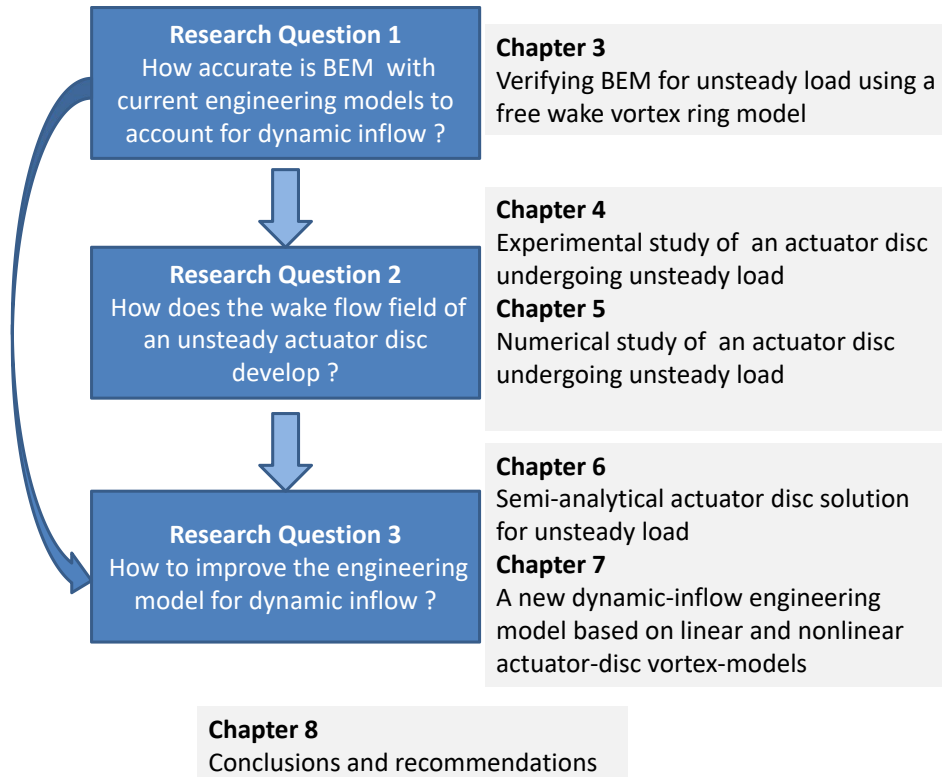 Research Question 1
How accurate is BEM with
current engineering models to
account for dynamic inflow ?
Chapter 3
Verifying BEM for unsteady load using a
free wake vortex ring model
Research Question 2
How does the wake flow field of
an unsteady actuator disc
develop ?
Chapter 4
Experimental study of an actuator disc
undergoing unsteady load
Chapter 5
Numerical study of an actuator disc
undergoing unsteady load
Research Question 3
How to improve the engineering
model for dynamic inflow ?
Chapter 6
Semi-analytical actuator disc solution
for unsteady load
Chapter 7
A new dynamic-inflow engineering
model based on linear and nonlinear
actuator-disc vortex-models
Chapter 8
Conclusions and recommendations